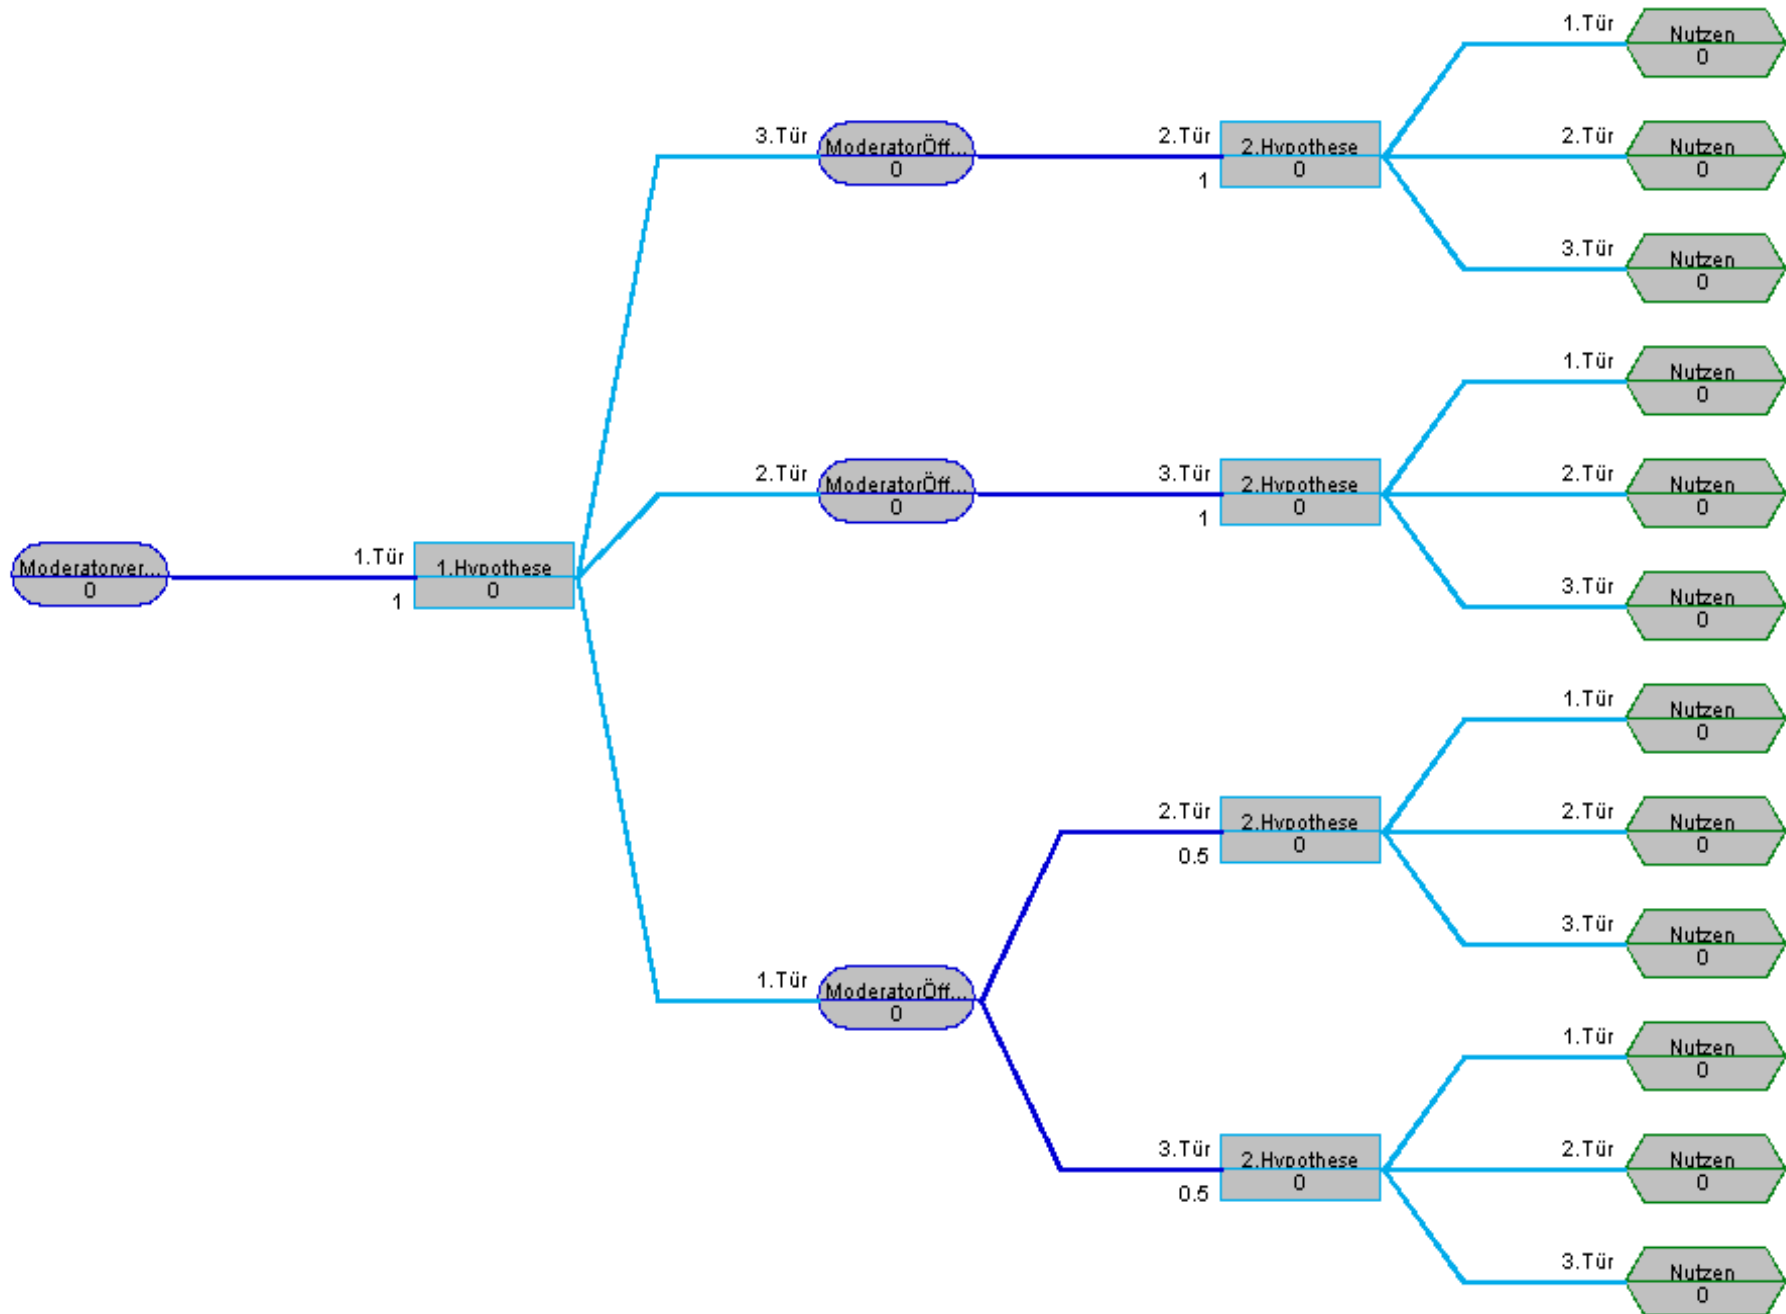 1.Tür
Nutzen
0
3.Tür
ModeratorÖff...
0
2.Tür
1
2.Hypothese
0
2.Tür
Nutzen
0
3.Tür
Nutzen
0
1.Tür
Nutzen
0
2.Tür
ModeratorÖff...
0
3.Tür
1
2.Hypothese
0
2.Tür
Nutzen
0
3.Tür
Nutzen
0
Moderatorver...
0
1.Tür
1
1.Hypothese
0
1.Tür
Nutzen
0
2.Tür
0.5
2.Hypothese
0
2.Tür
Nutzen
0
3.Tür
Nutzen
0
1.Tür
ModeratorÖff...
0
1.Tür
Nutzen
0
3.Tür
0.5
2.Hypothese
0
2.Tür
Nutzen
0
3.Tür
Nutzen
0